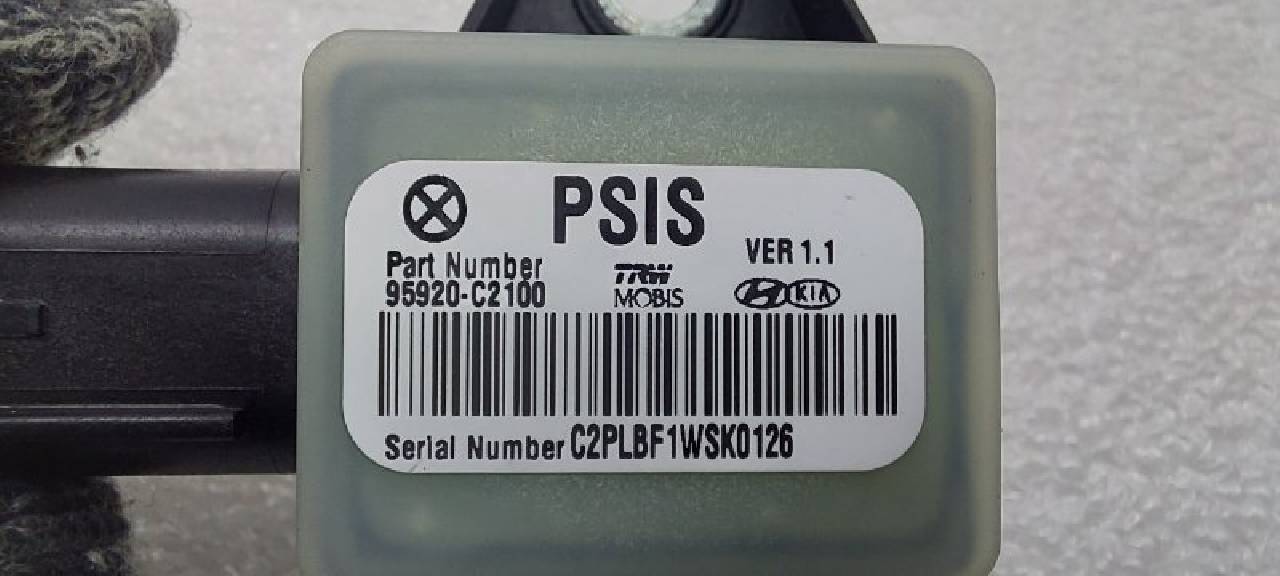 PSIS
VER 1.1
Part Number
95920-C2100
TRW
MOBIS
KIA
Serial Number C2PLBF1WSK0126